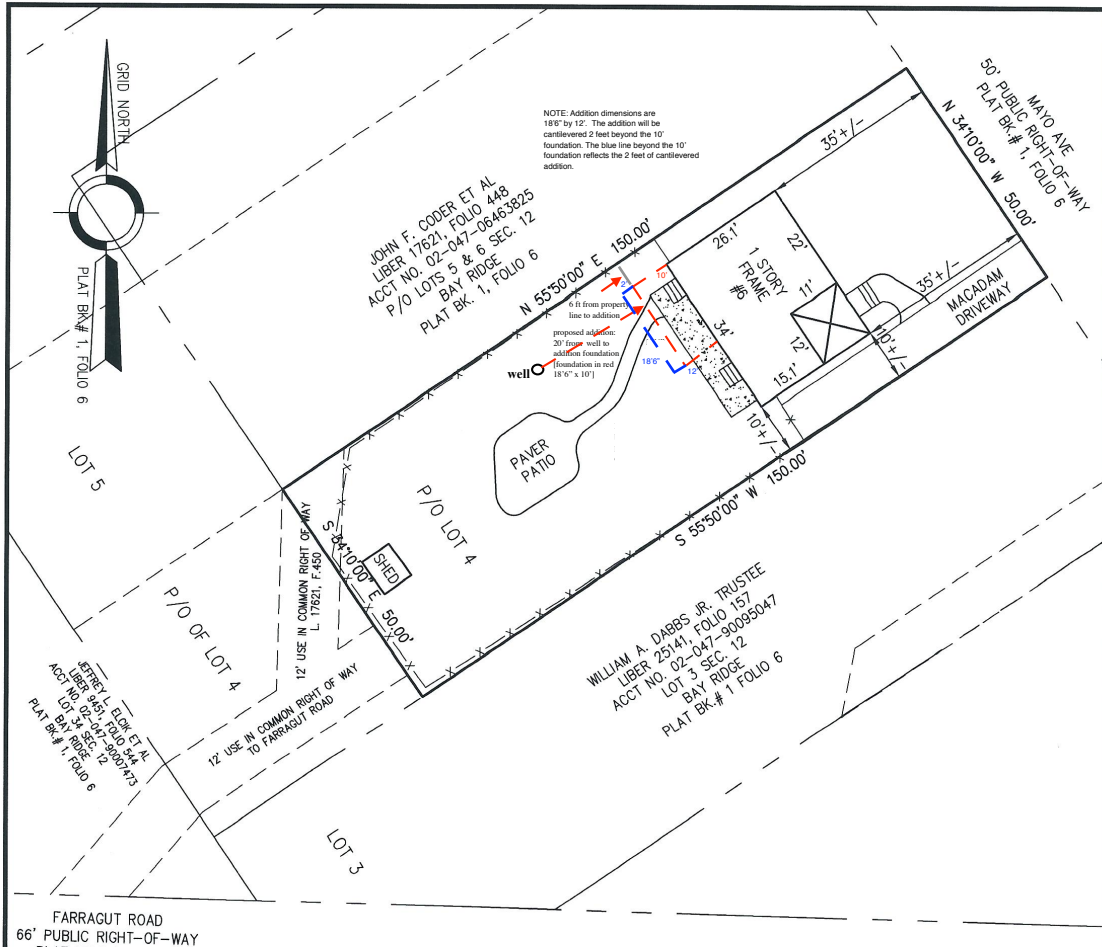 GRID NORTH
PLAT BK.# 1, FOLIO 6
NOTE: Addition dimensions are
18'6" by 12'. The addition will be
cantilevered 2 feet beyond the 10'
foundation. The blue line beyond the 10'
foundation reflects the 2 feet of cantilevered
addition.
MAYO AVE
50' PUBLIC RIGHT-OF-WAY
PLAT BK.# 1, FOLIO 6
N 34°10'00" W 50.00'
JOHN F. CODER ET AL
LIBER 17621, FOLIO 448
ACCT NO. 02-047-06463825
P/O LOTS 5 & 6 SEC. 12
BAY RIDGE
PLAT BK. 1, FOLIO 6
N 55°50'00" E 150.00'
35'+/-
26.1'
22'
1 STORY
FRAME
#6
11'
12'
15.1'
34'
35'+/-
MACADAM
DRIVEWAY
10'+/-
10'+/-
10'
2'
6 ft from property
line to addition
proposed addition:
20' from well to
addition foundation
[foundation in red
18'6" x 10']
18'6"
12'
well
PAVER
PATIO
P/O LOT 4
S 55°50'00" W 150.00'
SHED
S 54°10'00" E 50.00'
12' USE IN COMMON RIGHT OF WAY
L. 17621, F.450
LOT 5
P/O OF LOT 4
12' USE IN COMMON RIGHT OF WAY
TO FARRAGUT ROAD
JEFFREY L. ELCIK ET AL
LIBER 9451, FOLIO 544
ACCT NO. 02-047-90007473
LOT 34 SEC. 12
BAY RIDGE
PLAT BK.# 1, FOLIO 6
WILLIAM A. DABBS JR. TRUSTEE
LIBER 25141, FOLIO 157
ACCT NO. 02-047-90095047
LOT 3 SEC. 12
BAY RIDGE
PLAT BK.# 1 FOLIO 6
LOT 3
FARRAGUT ROAD
66' PUBLIC RIGHT-OF-WAY